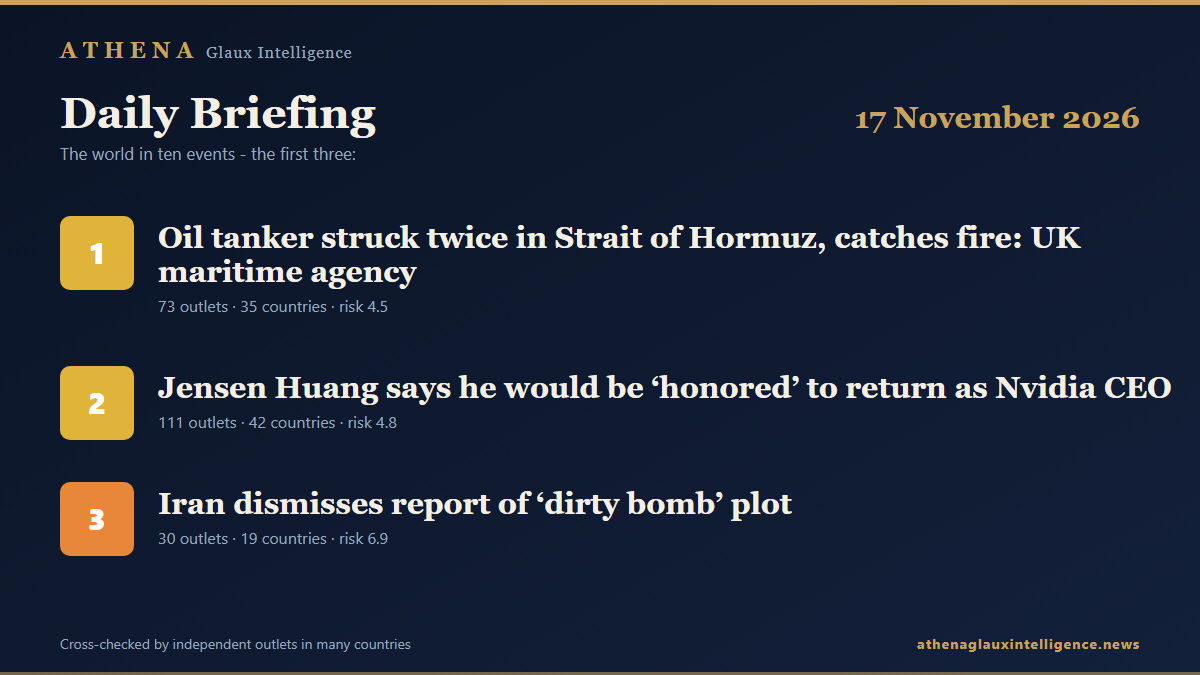 ATHENA Glaux Intelligence
Daily Briefing
17 November 2026
The world in ten events - the first three:
1
Oil tanker struck twice in Strait of Hormuz, catches fire: UK
maritime agency
73 outlets · 35 countries · risk 4.5
2
Jensen Huang says he would be ‘honored’ to return as Nvidia CEO
111 outlets · 42 countries · risk 4.8
3
Iran dismisses report of ‘dirty bomb’ plot
30 outlets · 19 countries · risk 6.9
Cross-checked by independent outlets in many countries
athenaglauxintelligence.news